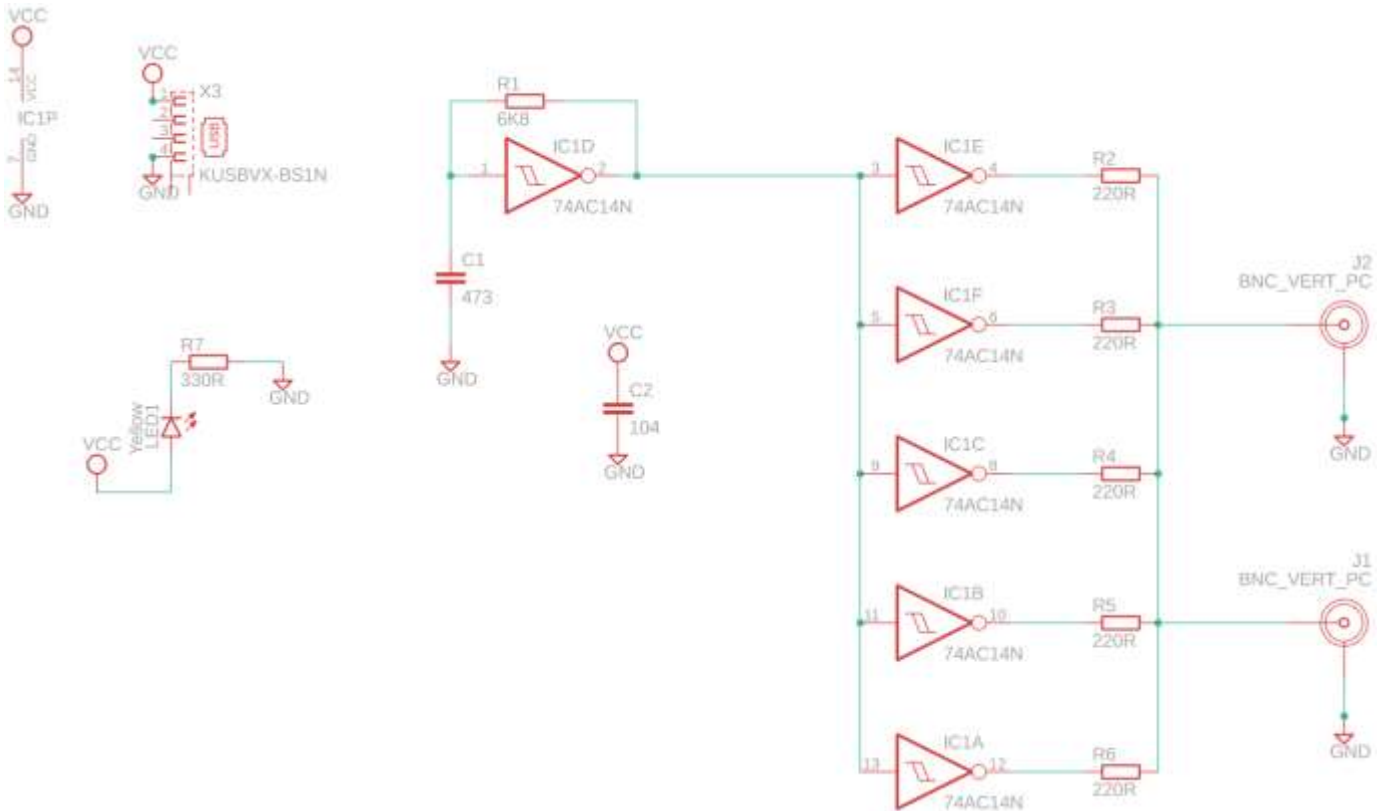 VCC
14
VCC
IC1P
GND
7
GND
VCC
X3
1
2
3
4
USB
GND
KUSBVX-BS1N
R1
6K8
IC1D
1
2
74AC14N
C1
473
GND
VCC
C2
104
GND
R7
330R
GND
Yellow
LED1
VCC
IC1E
3
4
74AC14N
R2
220R
IC1F
5
6
74AC14N
R3
220R
J2
BNC_VERT_PC
GND
IC1C
9
8
74AC14N
R4
220R
IC1B
11
10
74AC14N
R5
220R
J1
BNC_VERT_PC
GND
IC1A
13
12
74AC14N
R6
220R